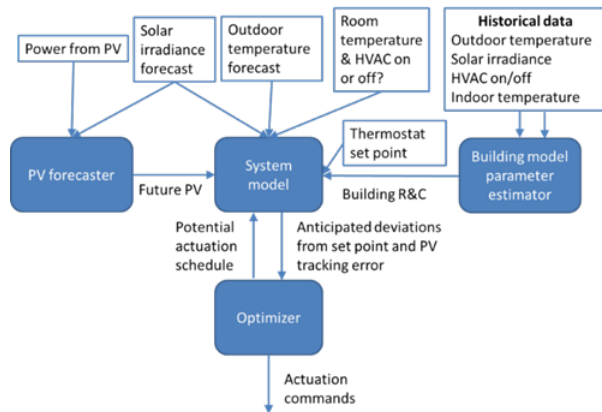 Power from PV
Solar
irradiance
forecast
Outdoor
temperature
forecast
Room
temperature
& HVAC on
or off?
Historical data
Outdoor temperature
Solar irradiance
HVAC on/off
Indoor temperature
Thermostat
set point
PV forecaster
Future PV
System
model
Building R&C
Building model
parameter
estimator
Potential
actuation
schedule
Anticipated deviations
from set point and PV
tracking error
Optimizer
Actuation
commands